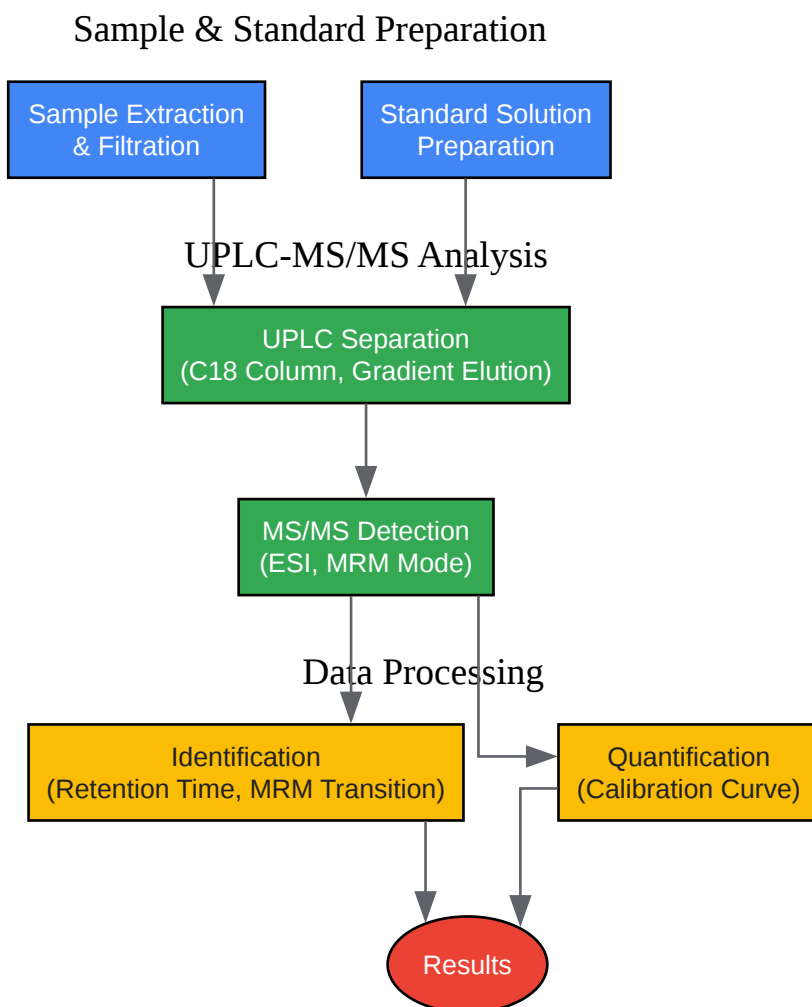 Sample & Standard Preparation
Sample Extraction
& Filtration
Standard Solution
Preparation
UPLC-MS/MS Analysis
UPLC Separation
(C18 Column, Gradient Elution)
MS/MS Detection
(ESI, MRM Mode)
Data Processing
Identification
(Retention Time, MRM Transition)
Quantification
(Calibration Curve)
Results